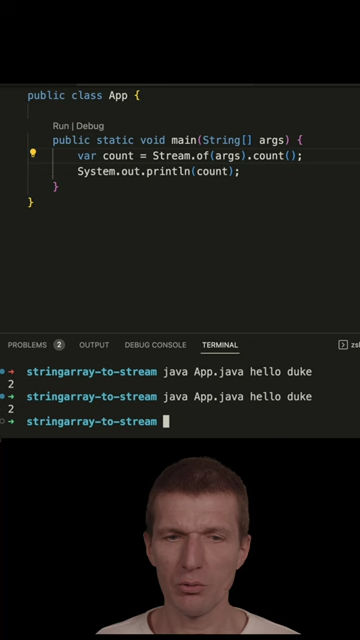 public class App {
Run | Debug
public static void main(String[] args) {
var count = Stream.of(args).count();
System.out.println(count);
}
}
PROBLEMS 2 OUTPUT DEBUG CONSOLE TERMINAL zs
stringarray-to-stream java App.java hello duke
2
stringarray-to-stream java App.java hello duke
2
stringarray-to-stream